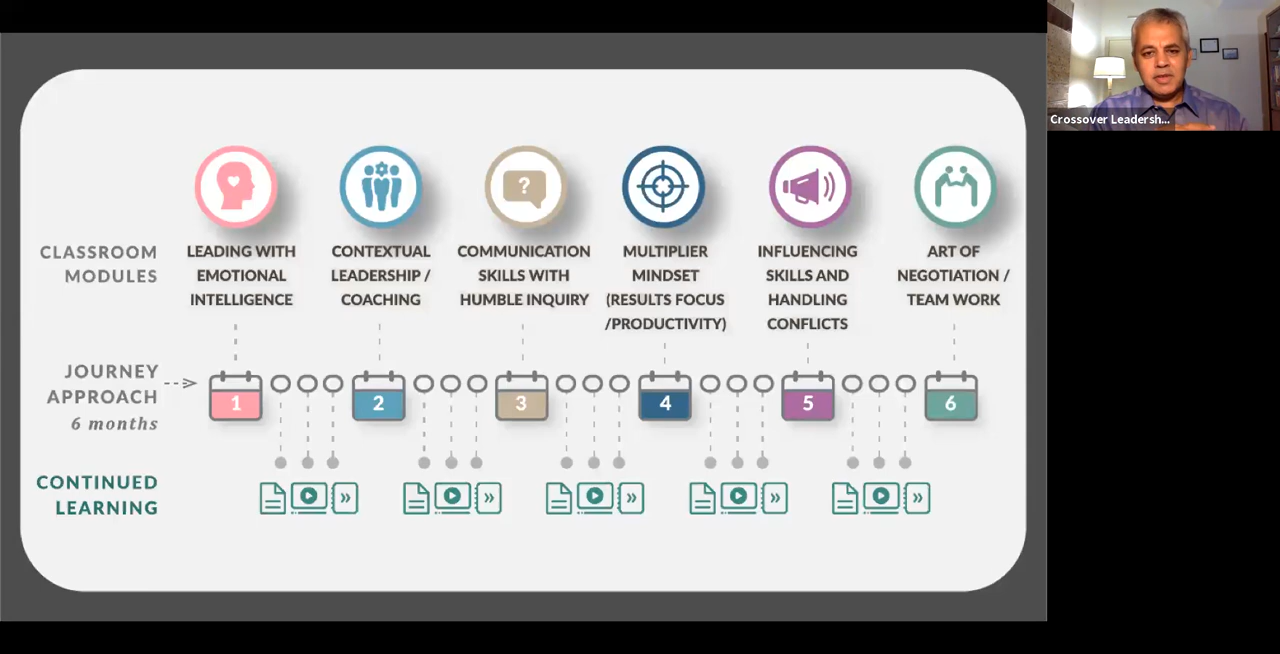 Crossover Leadersh...
CLASSROOM
MODULES
LEADING WITH
EMOTIONAL
INTELLIGENCE
CONTEXTUAL
LEADERSHIP /
COACHING
COMMUNICATION
SKILLS WITH
HUMBLE INQUIRY
MULTIPLIER
MINDSET
(RESULTS FOCUS
/PRODUCTIVITY)
INFLUENCING
SKILLS AND
HANDLING
CONFLICTS
ART OF
NEGOTIATION /
TEAM WORK
JOURNEY
APPROACH
6 months
1
2
3
4
5
6
CONTINUED
LEARNING